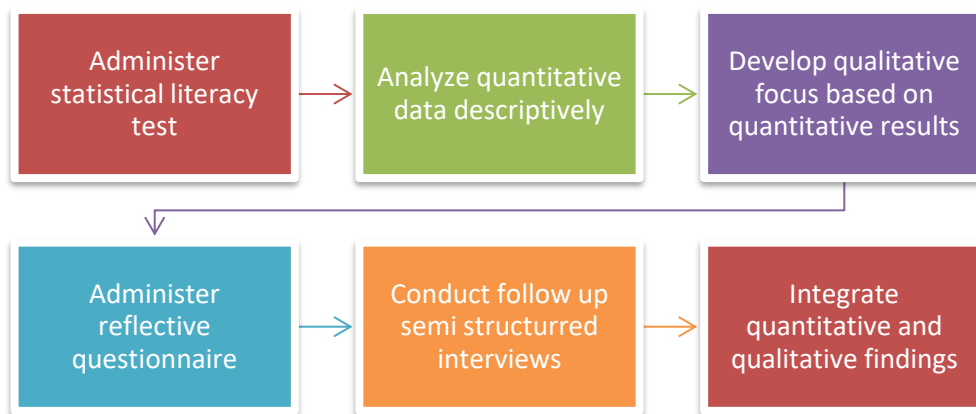 Administer
statistical literacy
test
Analyze quantitative
data descriptively
Develop qualitative
focus based on
quantitative results
Administer
reflective
questionnaire
Conduct follow up
semi structurred
interviews
Integrate
quantitative and
qualitative findings